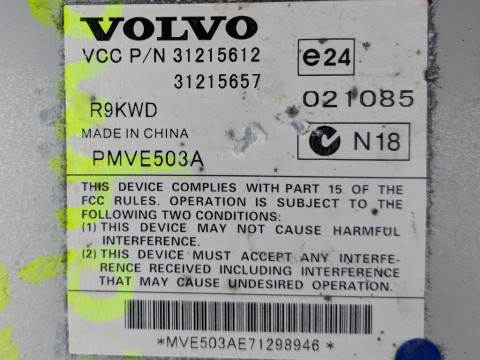 VOLVO
VCC P/N 31215612
31215657
e24
021085
R9KWD
MADE IN CHINA
N18
PMVE503A
THIS DEVICE COMPLIES WITH PART 15 OF THE
FCC RULES. OPERATION IS SUBJECT TO THE
FOLLOWING TWO CONDITIONS:
(1) THIS DEVICE MAY NOT CAUSE HARMFUL
INTERFERENCE.
(2) THIS DEVICE MUST ACCEPT ANY INTERFE-
RENCE RECEIVED INCLUDING INTERFERENCE
THAT MAY CAUSE UNDESIRED OPERATION.
*MVE503AE71298946*